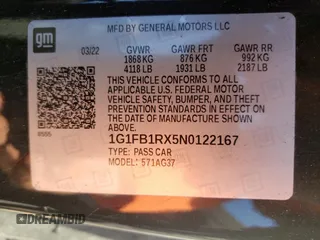 gm
MFD BY GENERAL MOTORS LLC
03/22 GVWR GAWR FRT GAWR RR
1868 KG 876 KG 992 KG
4118 LB 1931 LB 2187 LB
THIS VEHICLE CONFORMS TO ALL
APPLICABLE U.S. FEDERAL MOTOR
VEHICLE SAFETY, BUMPER, AND THEFT
PREVENTION STANDARDS IN EFFECT ON
THE DATE OF MANUFACTURE SHOWN ABOVE.
1G1FB1RX5N0122167
TYPE: PASS CAR
MODEL: 571AG37
DREAMBID